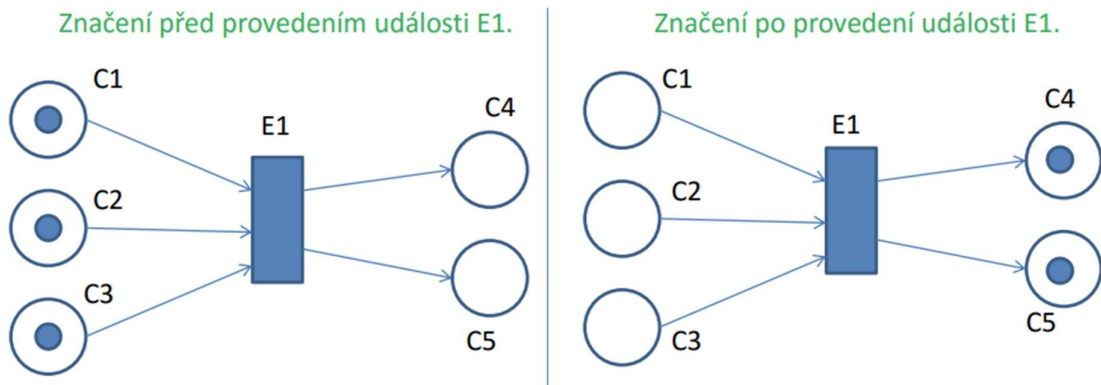 Značení před provedením události E1.
C1
E1
C4
C2
C3
C5
Značení po provedení události E1.
C1
C4
E1
C2
C5
C3